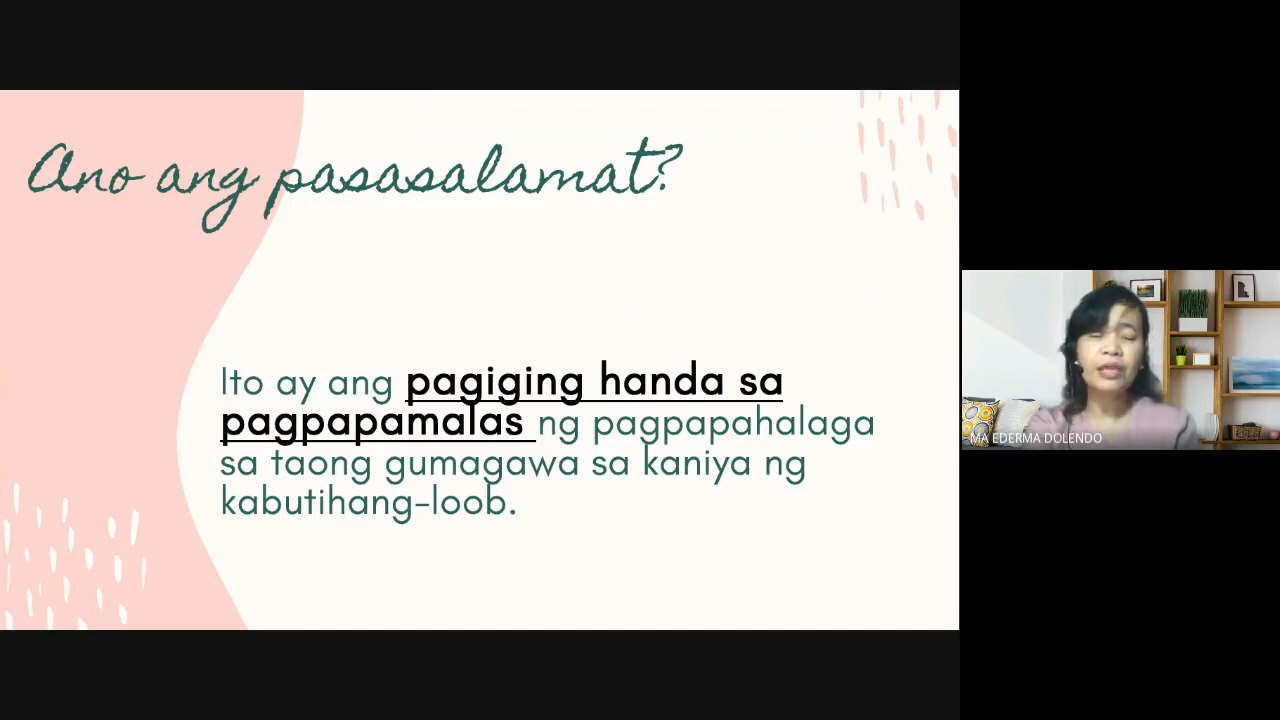 Ano ang pasasalamat?
Ito ay ang pagiging handa sa
pagpapamalas ng pagpapahalaga
sa taong gumagawa sa kaniya ng
kabutihang-loob.
MA EDERMA DOLENDO